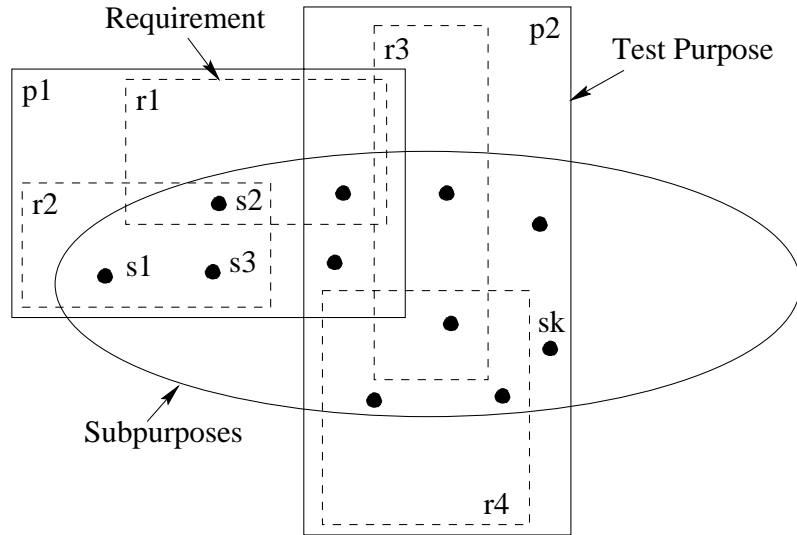 Requirement
p2
r3
Test Purpose
p1
r1
r2
s2
s1
s3
sk
Subpurposes
r4